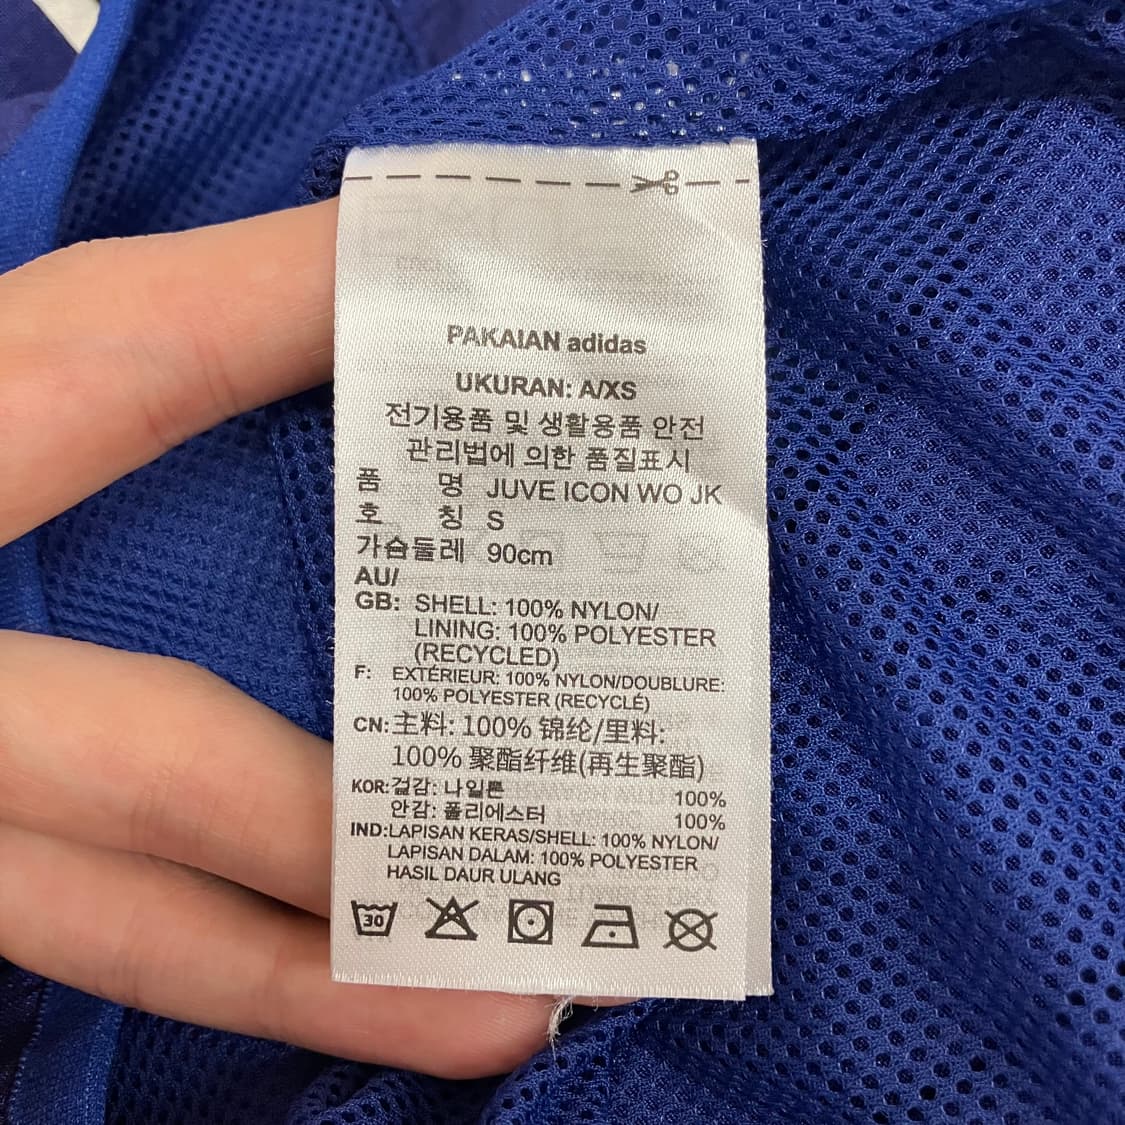 PAKAIAN adidas
UKURAN: A/XS
전기용품 및 생활용품 안전
관리법에 의한 품질표시
품 명 JUVE ICON WO JK
호 칭 S
가슴둘레 90cm
AU/
GB: SHELL: 100% NYLON/
LINING: 100% POLYESTER
(RECYCLED)
F: EXTÉRIEUR: 100% NYLON/DOUBLURE:
100% POLYESTER (RECYCLÉ)
CN: 主料: 100% 锦纶/里料:
100% 聚酯纤维(再生聚酯)
KOR: 겉감: 나일론 100%
안감: 폴리에스터 100%
IND: LAPISAN KERAS/SHELL: 100% NYLON/
LAPISAN DALAM: 100% POLYESTER
HASIL DAUR ULANG
30